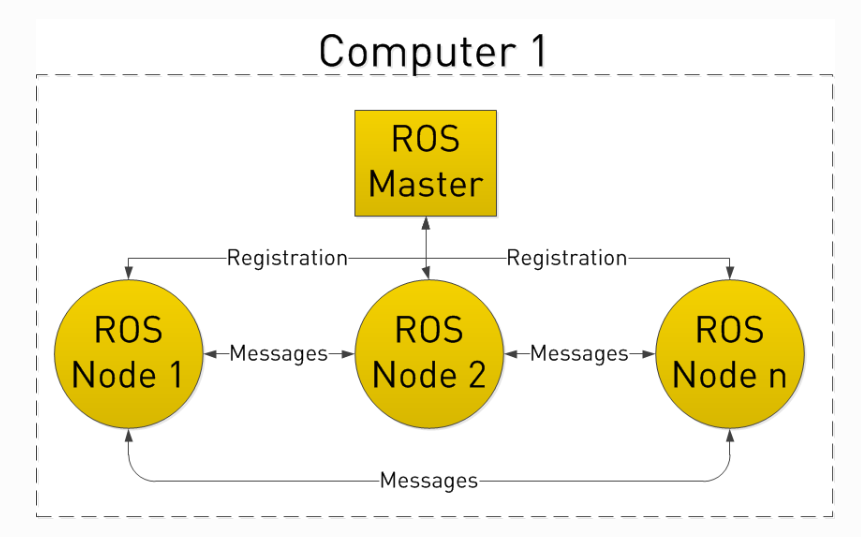 Computer 1
ROS
Master
Registration
Registration
ROS
Node 1
Messages
ROS
Node 2
Messages
ROS
Node n
Messages